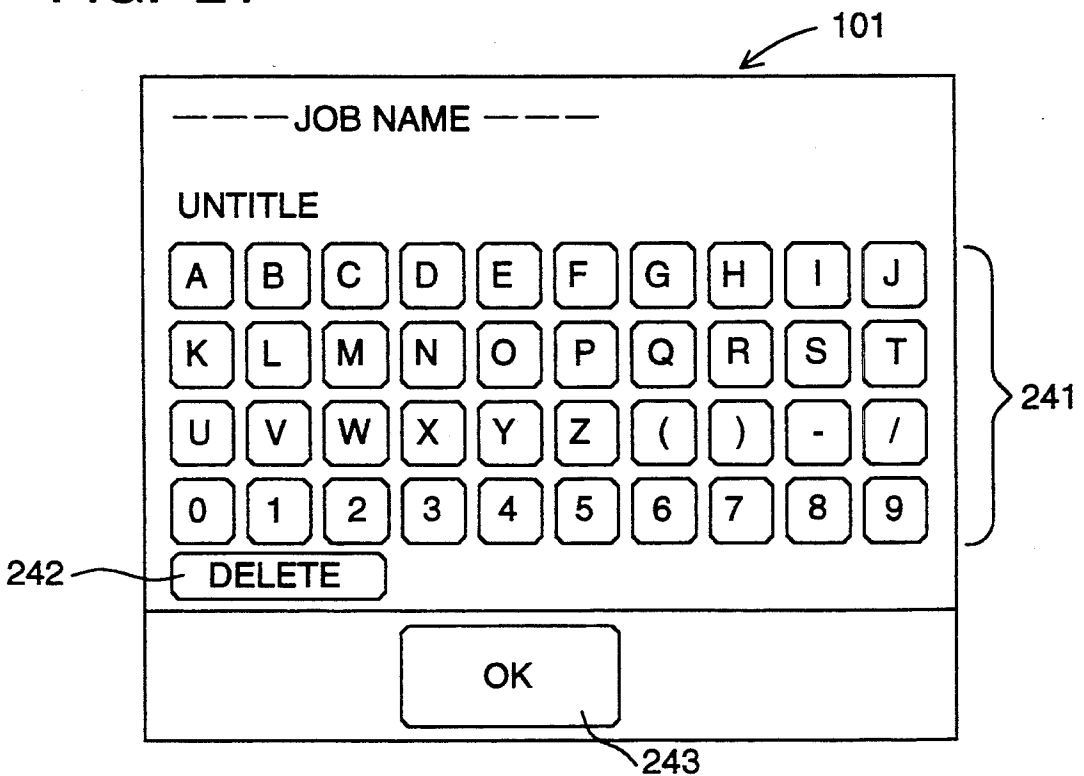 101
———JOB NAME ———
UNTITLE
A B C D E F G H I J
K L M N O P Q R S T
U V W X Y Z ( ) - /
0 1 2 3 4 5 6 7 8 9
241
242
DELETE
OK
243